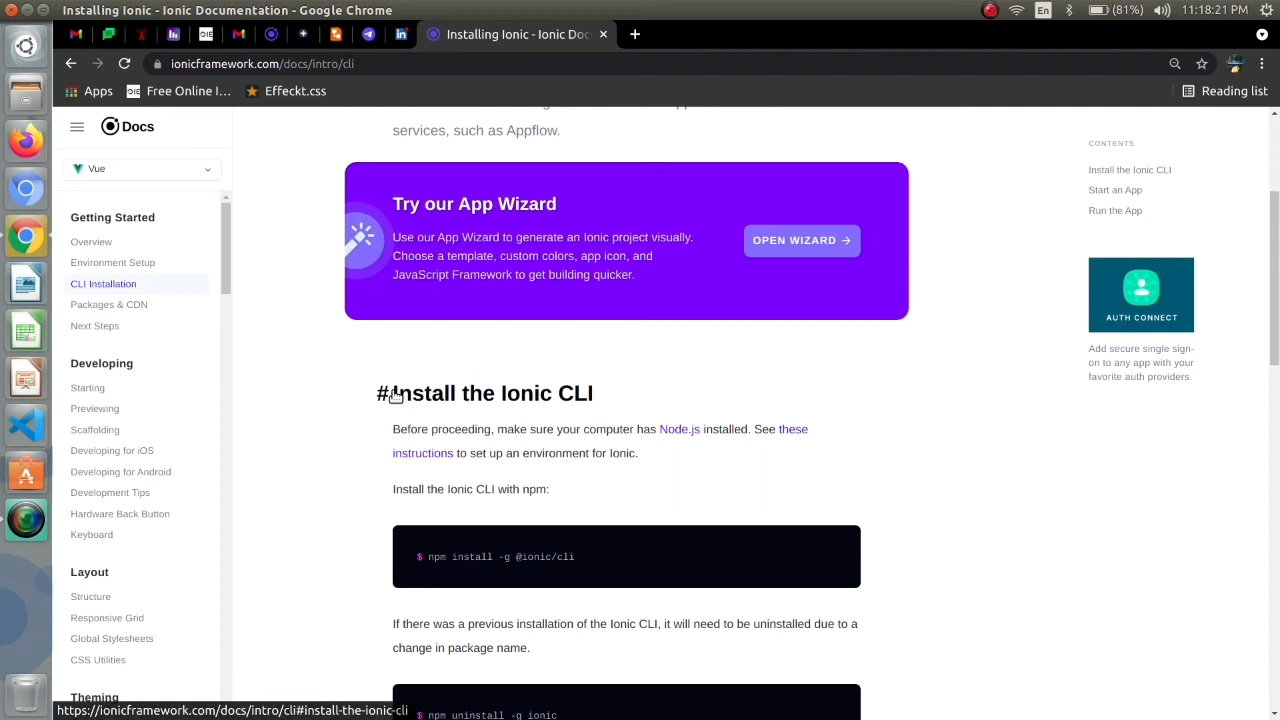 Installing Ionic - Ionic Documentation - Google Chrome
En
(81%)
11:18:21 PM
Installing Ionic - Ionic Doc
ionicframework.com/docs/intro/cli
Apps
Free Online I...
Effeckt.css
Reading list
Docs
Vue
Getting Started
Overview
Environment Setup
CLI Installation
Packages & CDN
Next Steps
Developing
Starting
Previewing
Scaffolding
Developing for iOS
Developing for Android
Development Tips
Hardware Back Button
Keyboard
Layout
Structure
Responsive Grid
Global Stylesheets
CSS Utilities
Theming
services, such as Appflow.
Try our App Wizard
Use our App Wizard to generate an Ionic project visually.
Choose a template, custom colors, app icon, and
JavaScript Framework to get building quicker.
OPEN WIZARD →
#Install the Ionic CLI
Before proceeding, make sure your computer has Node.js installed. See these
instructions to set up an environment for Ionic.
Install the Ionic CLI with npm:
$ npm install -g @ionic/cli
If there was a previous installation of the Ionic CLI, it will need to be uninstalled due to a
change in package name.
$ npm uninstall -g ionic
CONTENTS
Install the Ionic CLI
Start an App
Run the App
AUTH CONNECT
Add secure single sign-
on to any app with your
favorite auth providers.
https://ionicframework.com/docs/intro/cli#install-the-ionic-cli